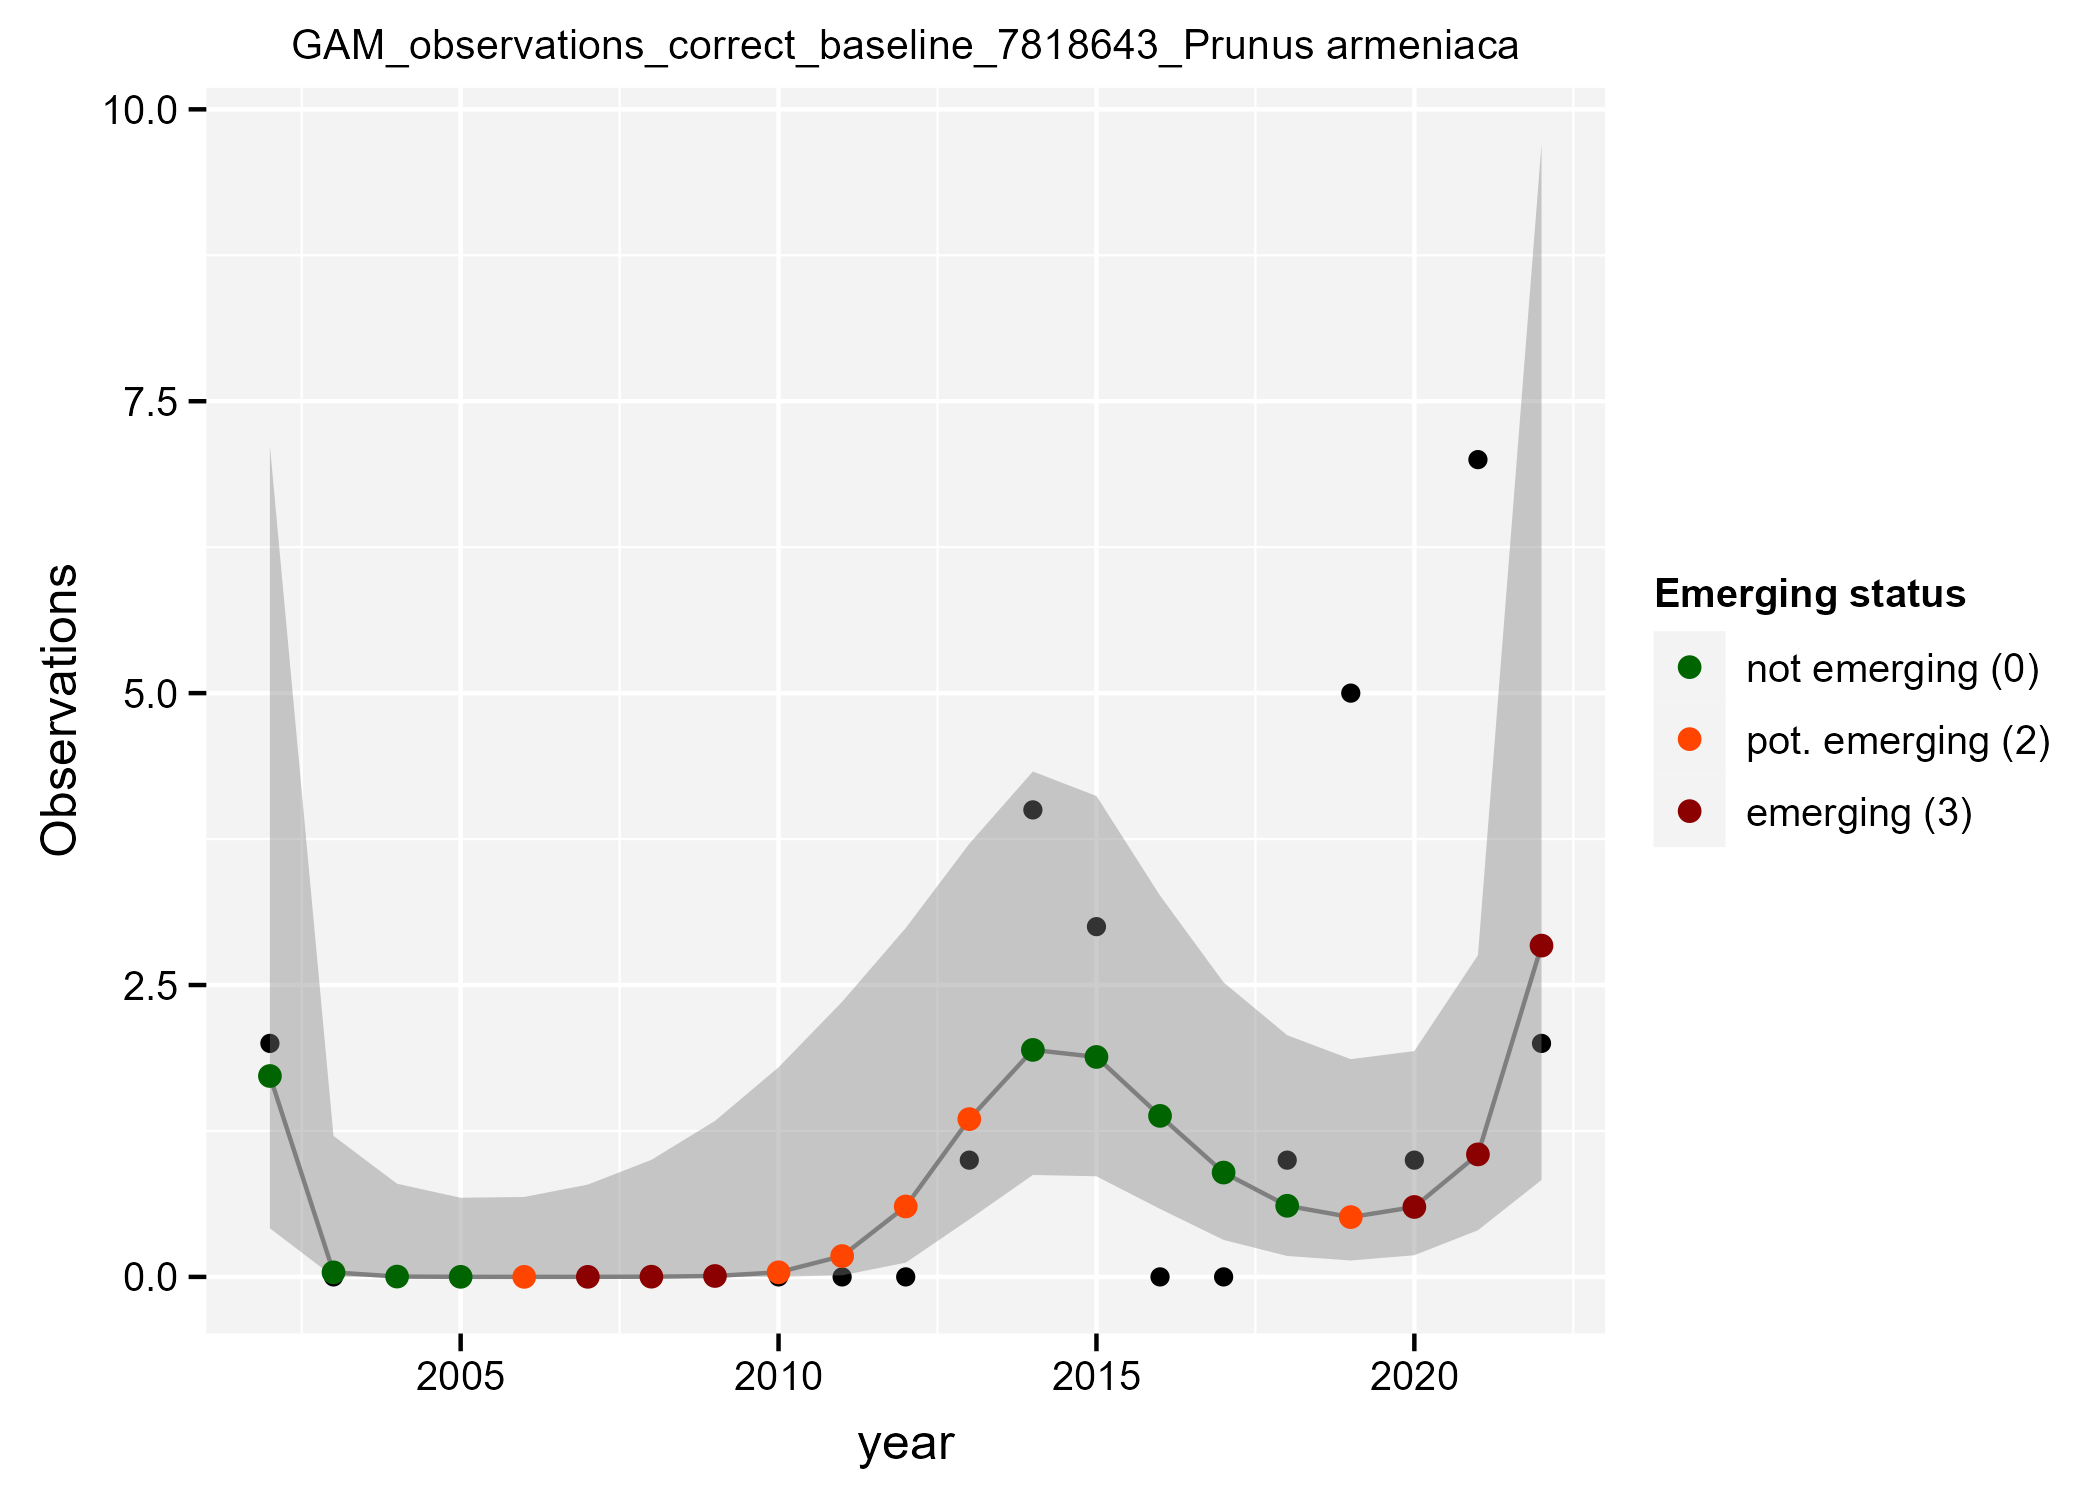 GAM_observations_correct_baseline_7818643_Prunus armeniaca
10.0
7.5
5.0
2.5
0.0
Observations
2005
2010
2015
2020
year
Emerging status
not emerging (0)
pot. emerging (2)
emerging (3)